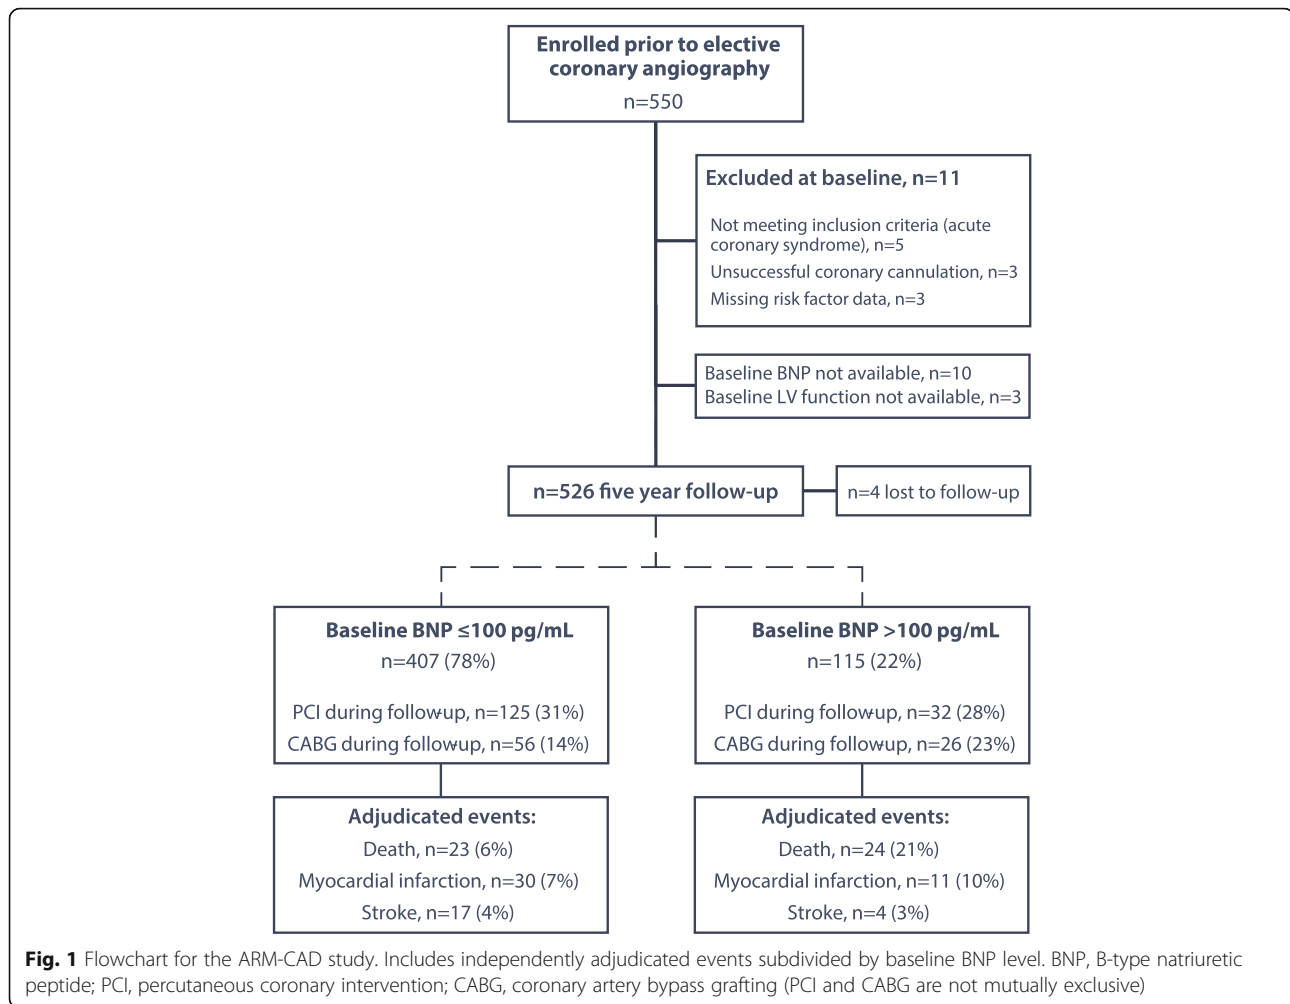 Enrolled prior to elective
coronary angiography
n=550
Excluded at baseline, n=11
Not meeting inclusion criteria (acute
coronary syndrome), n=5
Unsuccessful coronary cannulation, n=3
Missing risk factor data, n=3
Baseline BNP not available, n=10
Baseline LV function not available, n=3
n=526 five year follow-up
n=4 lost to follow-up
Baseline BNP ≤100 pg/mL
n=407 (78%)
PCI during follow-up, n=125 (31%)
CABG during follow-up, n=56 (14%)
Baseline BNP >100 pg/mL
n=115 (22%)
PCI during follow-up, n=32 (28%)
CABG during follow-up, n=26 (23%)
Adjudicated events:
Death, n=23 (6%)
Myocardial infarction, n=30 (7%)
Stroke, n=17 (4%)
Adjudicated events:
Death, n=24 (21%)
Myocardial infarction, n=11 (10%)
Stroke, n=4 (3%)
Fig. 1 Flowchart for the ARM-CAD study. Includes independently adjudicated events subdivided by baseline BNP level. BNP, B-type natriuretic
peptide; PCI, percutaneous coronary intervention; CABG, coronary artery bypass grafting (PCI and CABG are not mutually exclusive)